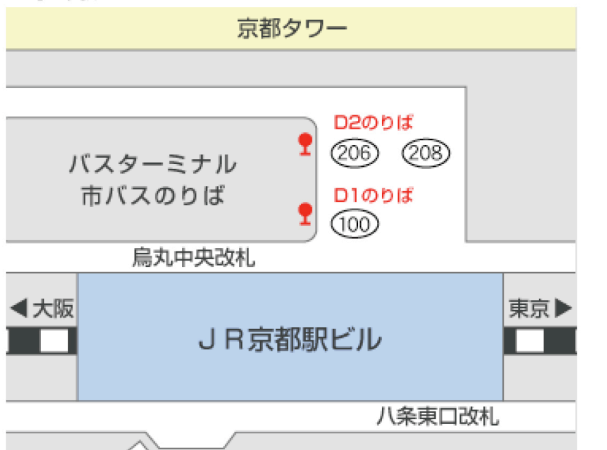 京都タワー
D2のりば
206 208
バスターミナル
市バスのりば
D1のりば
100
烏丸中央改札
◀大阪
東京▶
JR京都駅ビル
八条東口改札